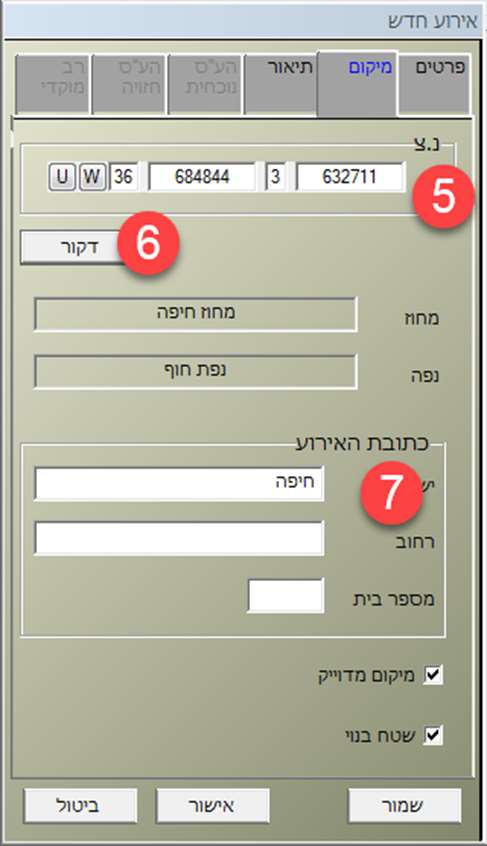 אירוע חדש
פרטים מיקום תיאור הע"ס נוכחית הע"ס חזויה רב מוקדי
נ.צ
U W 36 684844 3 632711
5
דקור 6
מחוז מחוז חיפה
נפה נפת חוף
כתובת האירוע
חיפה
7
רחוב
מספר בית
מיקום מדוייק
שטח בנוי
שמור אישור ביטול